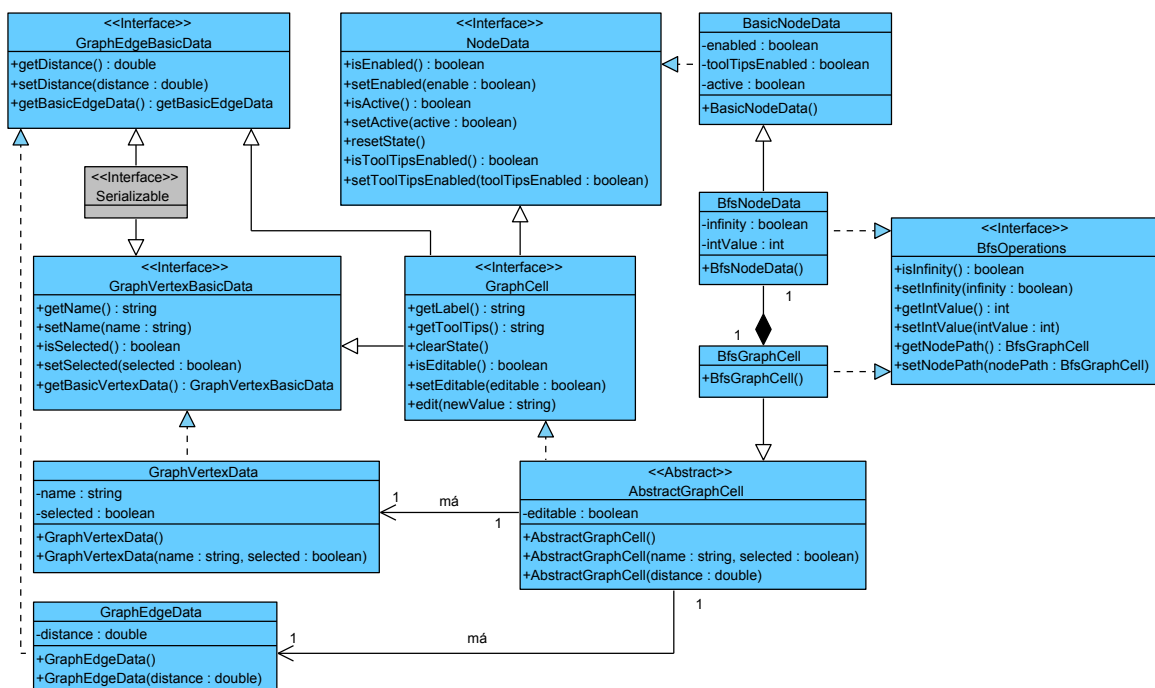 <<Interface>>
GraphEdgeBasicData
+getDistance() : double
+setDistance(distance : double)
+getBasicEdgeData() : getBasicEdgeData
<<Interface>>
NodeData
+isEnabled() : boolean
+setEnabled(enable : boolean)
+isActive() : boolean
+setActive(active : boolean)
+resetState()
+isToolTipsEnabled() : boolean
+setToolTipsEnabled(toolTipsEnabled : boolean)
BasicNodeData
-enabled : boolean
-toolTipsEnabled : boolean
-active : boolean
+BasicNodeData()
<<Interface>>
Serializable
BfsNodeData
-infinity : boolean
-intValue : int
+BfsNodeData()
1
1
<<Interface>>
BfsOperations
+isInfinity() : boolean
+setInfinity(infinity : boolean)
+getIntValue() : int
+setIntValue(intValue : int)
+getNodePath() : BfsGraphCell
+setNodePath(nodePath : BfsGraphCell)
<<Interface>>
GraphVertexBasicData
+getName() : string
+setName(name : string)
+isSelected() : boolean
+setSelected(selected : boolean)
+getBasicVertexData() : GraphVertexBasicData
<<Interface>>
GraphCell
+getLabel() : string
+getToolTips() : string
+clearState()
+isEditable() : boolean
+setEditable(editable : boolean)
+edit(newValue : string)
BfsGraphCell
+BfsGraphCell()
GraphVertexData
-name : string
-selected : boolean
+GraphVertexData()
+GraphVertexData(name : string, selected : boolean)
1
má
1
<<Abstract>>
AbstractGraphCell
-editable : boolean
+AbstractGraphCell()
+AbstractGraphCell(name : string, selected : boolean)
+AbstractGraphCell(distance : double)
GraphEdgeData
-distance : double
+GraphEdgeData()
+GraphEdgeData(distance : double)
1
má
1